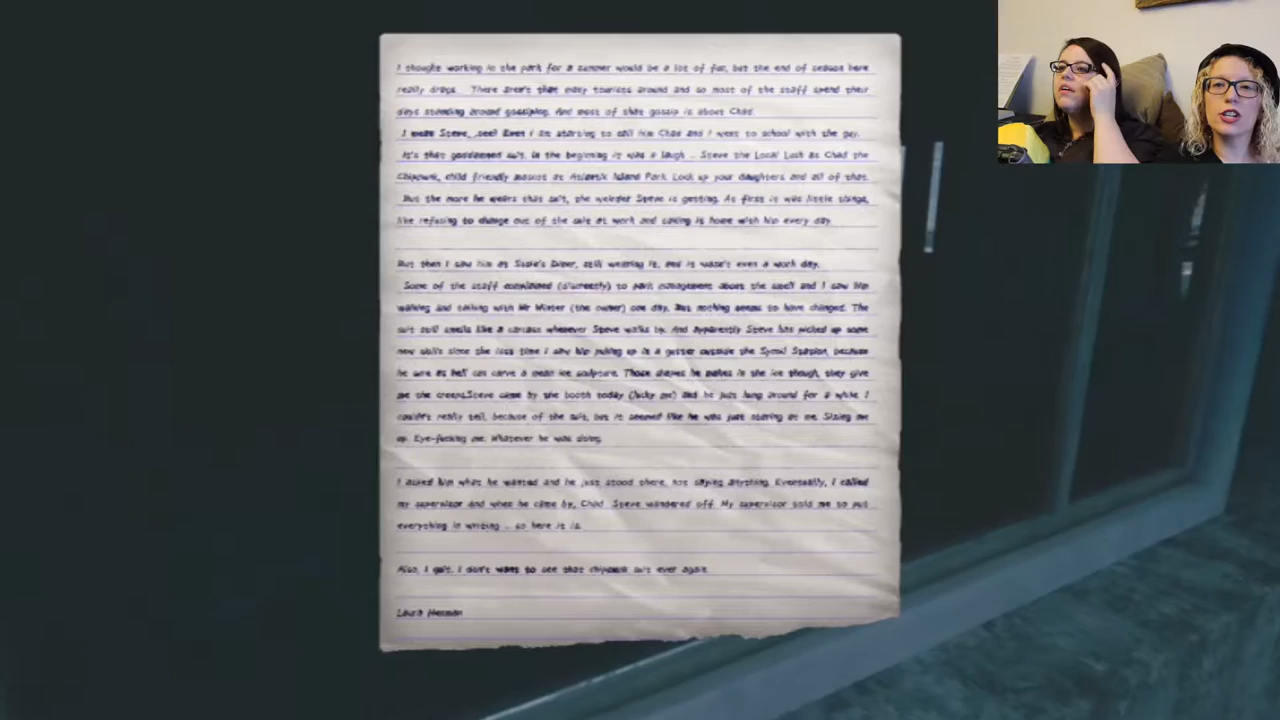 I thought working in the park for a summer would be a lot of fun, but the end of season here
really drags... There aren't that many tourists around and so most of the staff spend their
days standing around gossiping. And most of that gossip is about Chad.
I mean Steve, see? Even I am starting to call him Chad and I went to school with the guy.
It's that goddamned suit. In the beginning it was a laugh ... Steve the Local Lush as Chad the
Chipmunk, child friendly mascot at Atlantic Island Park. Lock up your daughters and all of that.
But the more he wears that suit, the weirder Steve is getting. At first it was little things,
like refusing to change out of the suit at work and taking it home with him every day.
But then I saw him at Susie's Diner, still wearing it, and it wasn't even a work day.
Some of the staff complained (discreetly) to park management about the smell and I saw him
walking and talking with Mr Winter (the owner) one day. But nothing seems to have changed. The
suit still smells like a carcass whenever Steve walks by. And apparently Steve has picked up some
new skills since the last time I saw him puking up in a gutter outside the Station, because
he sure as hell can carve a mean ice sculpture. Those shapes he makes in the ice though, they give
me the creeps.Steve came by the booth today (lucky me) and he just hung around for a while I
couldn't really tell, because of the suit, but it seemed like he was just staring at me. Sizing me
up. Eye-fucking me. Whatever he was doing.
I asked him what he wanted and he just stood there, not saying anything. Eventually, I called
my supervisor and when he came by, Chad.. Steve wandered off. My supervisor told me to put
everything in writing ... so here it is.
Also, I quit. I don't want to see that chipmunk suit ever again.
Laura